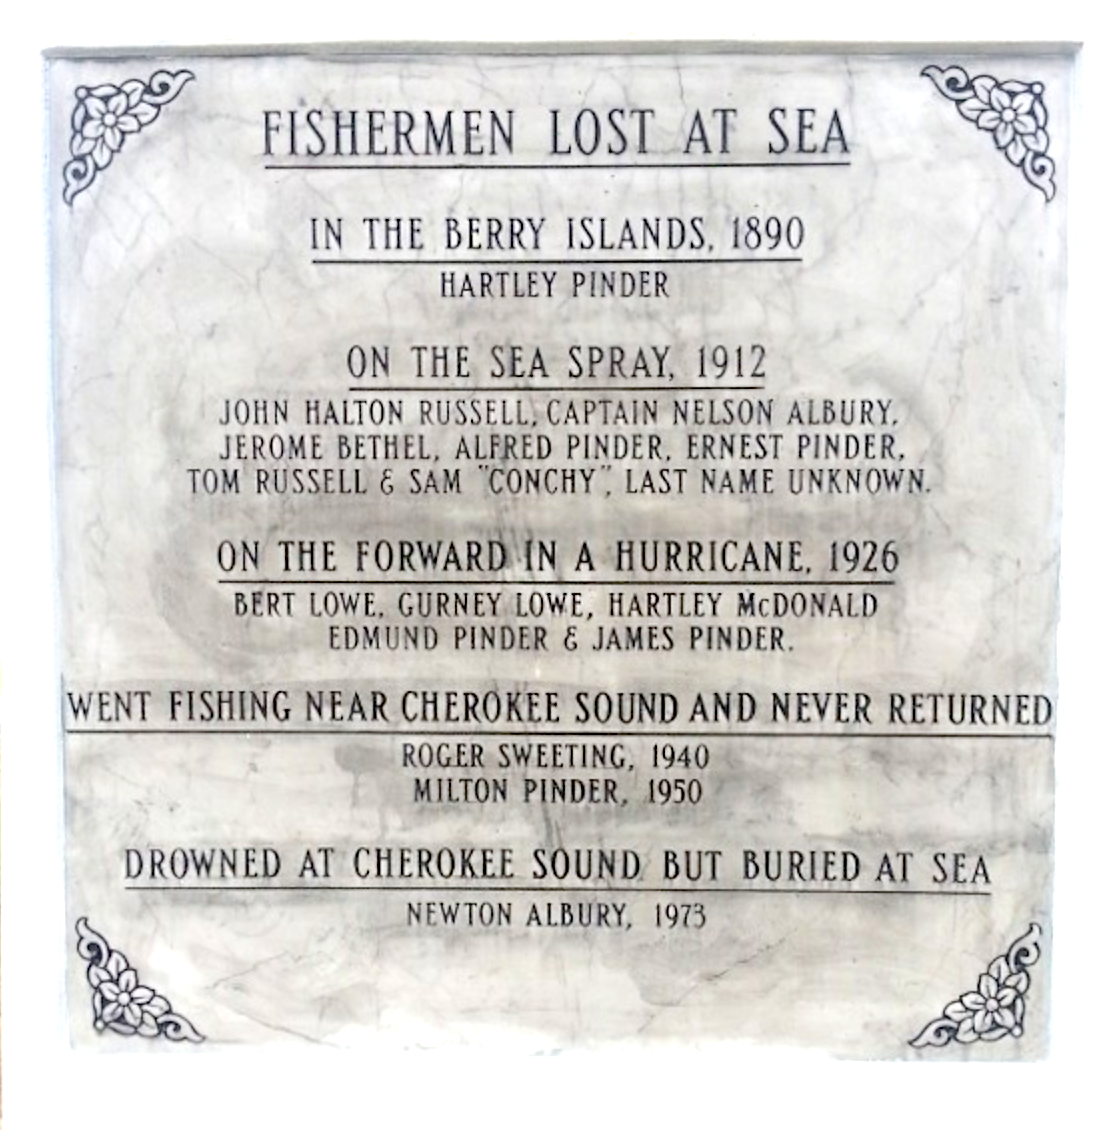 FISHERMEN LOST AT SEA
IN THE BERRY ISLANDS, 1890
HARTLEY PINDER
ON THE SEA SPRAY, 1912
JOHN HALTON RUSSELL, CAPTAIN NELSON ALBURY,
JEROME BETHEL, ALFRED PINDER, ERNEST PINDER,
TOM RUSSELL & SAM "CONCHY", LAST NAME UNKNOWN.
ON THE FORWARD IN A HURRICANE, 1926
BERT LOWE, GURNEY LOWE, HARTLEY McDONALD
EDMUND PINDER & JAMES PINDER.
WENT FISHING NEAR CHEROKEE SOUND AND NEVER RETURNED
ROGER SWEETING, 1940
MILTON PINDER, 1950
DROWNED AT CHEROKEE SOUND BUT BURIED AT SEA
NEWTON ALBURY, 1973